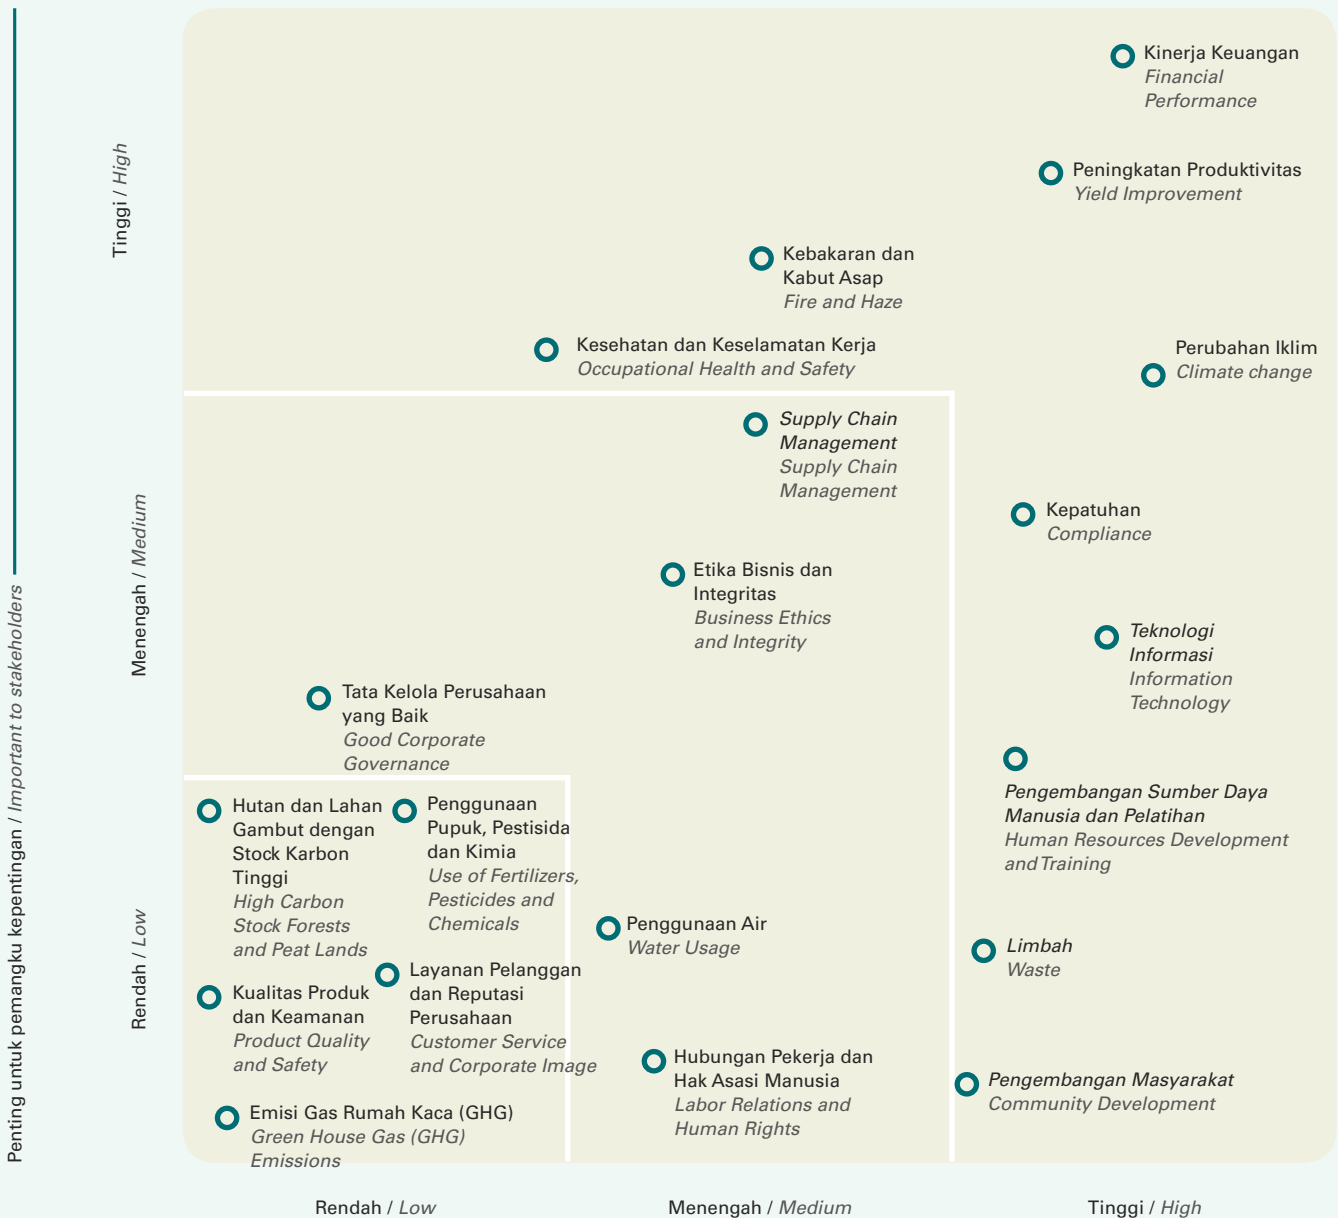 Penting untuk pemangku kepentingan / Important to stakeholders
Tinggi / High
Menengah / Medium
Rendah / Low
Kinerja Keuangan
Financial
Performance
Peningkatan Produktivitas
Yield Improvement
Kebakaran dan
Kabut Asap
Fire and Haze
Kesehatan dan Keselamatan Kerja
Occupational Health and Safety
Perubahan Iklim
Climate change
Supply Chain
Management
Supply Chain
Management
Kepatuhan
Compliance
Etika Bisnis dan
Integritas
Business Ethics
and Integrity
Teknologi
Informasi
Information
Technology
Tata Kelola Perusahaan
yang Baik
Good Corporate
Governance
Pengembangan Sumber Daya
Manusia dan Pelatihan
Human Resources Development
and Training
Hutan dan Lahan
Gambut dengan
Stock Karbon
Tinggi
High Carbon
Stock Forests
and Peat Lands
Penggunaan
Pupuk, Pestisida
dan Kimia
Use of Fertilizers,
Pesticides and
Chemicals
Penggunaan Air
Water Usage
Limbah
Waste
Kualitas Produk
dan Keamanan
Product Quality
and Safety
Layanan Pelanggan
dan Reputasi
Perusahaan
Customer Service
and Corporate Image
Hubungan Pekerja dan
Hak Asasi Manusia
Labor Relations and
Human Rights
Pengembangan Masyarakat
Community Development
Emisi Gas Rumah Kaca (GHG)
Green House Gas (GHG)
Emissions
Rendah / Low
Menengah / Medium
Tinggi / High